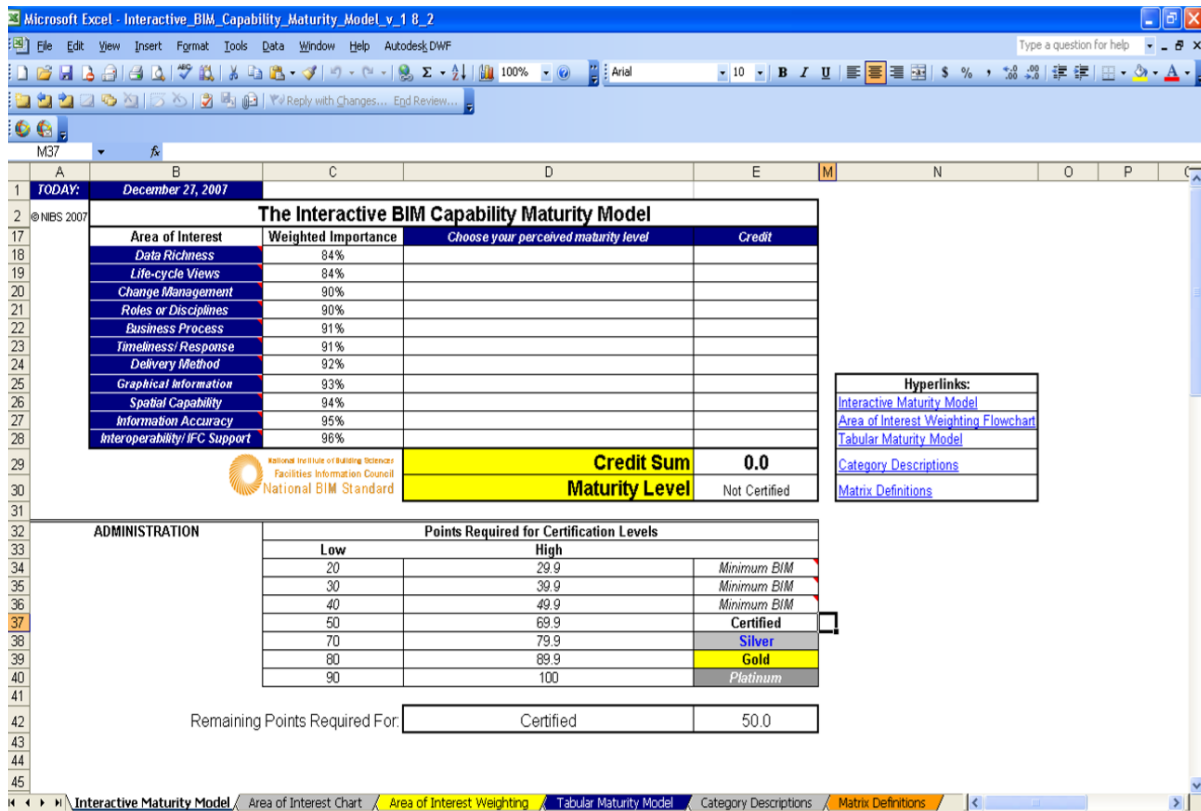 Microsoft Excel - Interactive_BIM_Capability_Maturity_Model_v_1 8_2
File Edit View Insert Format Tools Data Window Help Autodesk DWF Type a question for help
100% Arial 10 B I U $ % ,
Reply with Changes... End Review...
M37 fx
A B C D E M N O P
1 TODAY: December 27, 2007
2 © NIBS 2007 The Interactive BIM Capability Maturity Model
17 Area of Interest Weighted Importance Choose your perceived maturity level Credit
18 Data Richness 84%
19 Life-cycle Views 84%
20 Change Management 90%
21 Roles or Disciplines 90%
22 Business Process 91%
23 Timeliness/ Response 91%
24 Delivery Method 92%
25 Graphical Information 93% Hyperlinks:
26 Spatial Capability 94% Interactive Maturity Model
27 Information Accuracy 95% Area of Interest Weighting Flowchart
28 Interoperability/ IFC Support 96% Tabular Maturity Model
National Institute of Building Sciences
29 Facilities Information Council Credit Sum 0.0 Category Descriptions
30 National BIM Standard Maturity Level Not Certified Matrix Definitions
31
32 ADMINISTRATION Points Required for Certification Levels
33 Low High
34 20 29.9 Minimum BIM
35 30 39.9 Minimum BIM
36 40 49.9 Minimum BIM
37 50 69.9 Certified
38 70 79.9 Silver
39 80 89.9 Gold
40 90 100 Platinum
41
42 Remaining Points Required For: Certified 50.0
43
44
45
Interactive Maturity Model Area of Interest Chart Area of Interest Weighting Tabular Maturity Model Category Descriptions Matrix Definitions